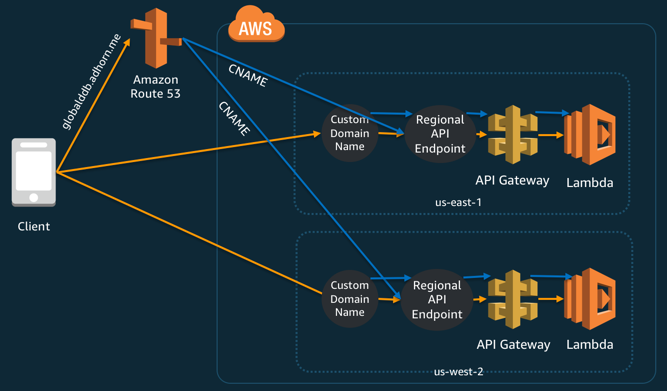 AWS
globalddb.adhorn.me
Amazon
Route 53
CNAME
CNAME
Custom
Domain
Name
Regional
API
Endpoint
API Gateway
Lambda
us-east-1
Client
Custom
Domain
Name
Regional
API
Endpoint
API Gateway
Lambda
us-west-2